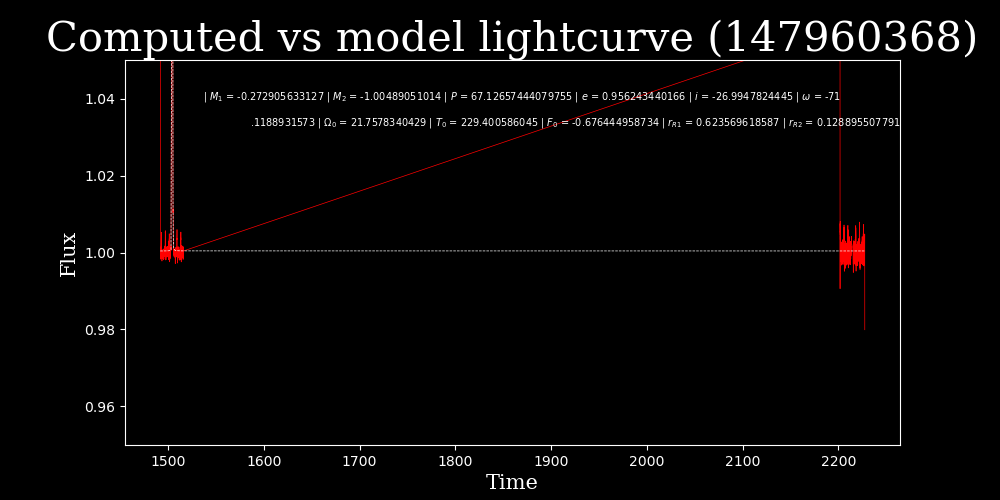 Computed vs model lightcurve (147960368)
| M₁ = -0.272905633127 | M₂ = -1.00489051014 | P = 67.12657444079755 | e = 0.956243440166 | i = -26.9947824445 | ω = -71
.1188931573 | Ω₀ = 21.7578340429 | T₀ = 229.400586045 | F₀ = -0.676444958734 | r_R1 = 0.623569618587 | r_R2 = 0.128895507791
1.04
1.02
1.00
0.98
0.96
Flux
1500 1600 1700 1800 1900 2000 2100 2200
Time